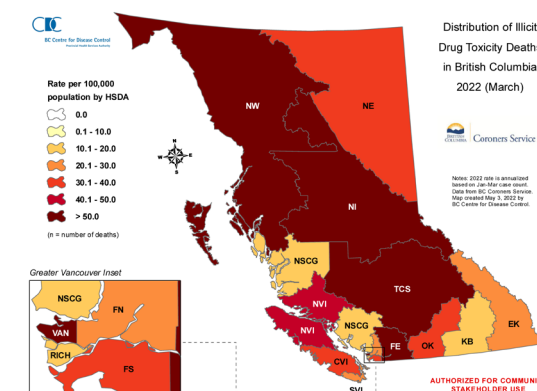 BC Centre for Disease Control
Provincial Health Services Authority
Distribution of Illicit
Drug Toxicity Deaths
in British Columbia
2022 (March)
Rate per 100,000
population by HSDA
0.0
0.1 - 10.0
10.1 - 20.0
20.1 - 30.0
30.1 - 40.0
40.1 - 50.0
> 50.0
(n = number of deaths)
N
W
E
S
BRITISH
COLUMBIA
Coroners Service
Notes: 2022 rate is annualized
based on Jan-Mar case count.
Data from BC Coroners Service.
Map created May 3, 2022 by
BC Centre for Disease Control.
NW
NE
NI
NSCG
TCS
NVI
NVI
NSCG
FE
OK
KB
EK
CVI
SVI
Greater Vancouver Inset
NSCG
FN
VAN
RICH
FS
AUTHORIZED FOR COMMUNI
STAKEHOLDER USE